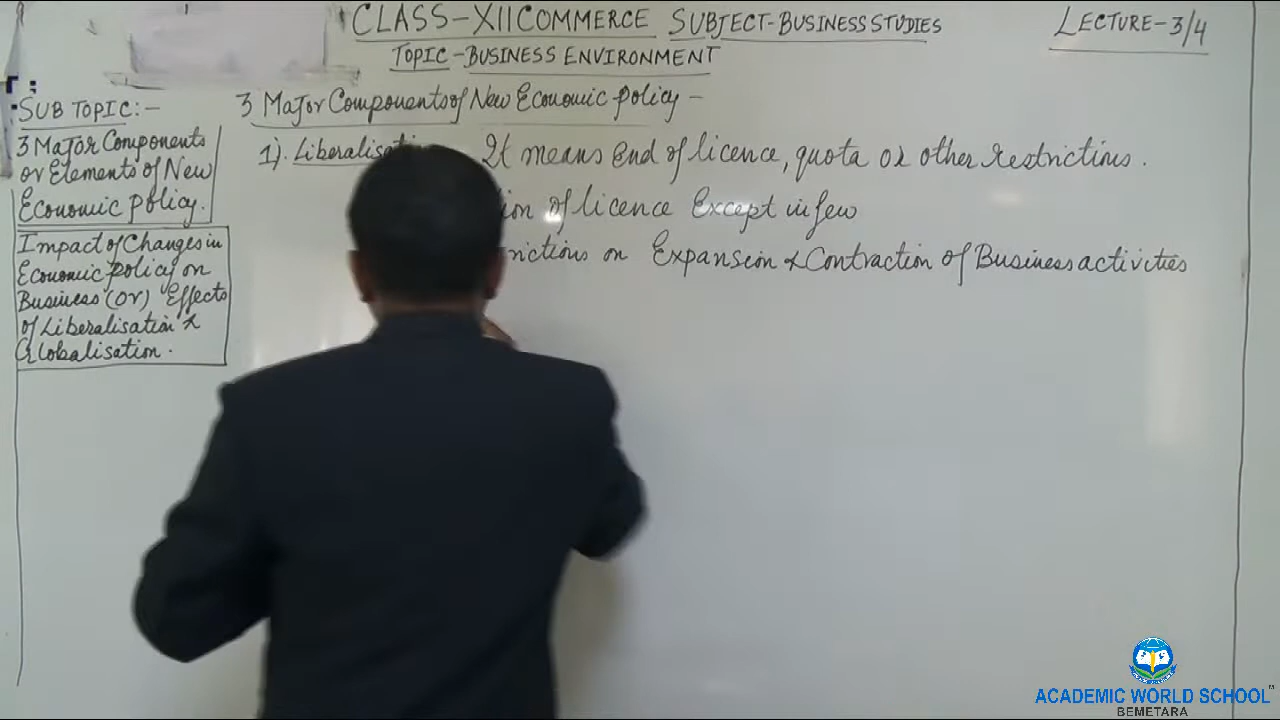 CLASS-XII COMMERCE SUBJECT-BUSINESS STUDIES
LECTURE-3/4
TOPIC-BUSINESS ENVIRONMENT
SUB TOPIC:-
3 Major Components
or Elements of New
Economic policy.
Impact of Changes in
Economic policy on
Business (or) Effects
of Liberalisation &
Globalisation.
3 Major Components of New Economic policy -
1). It means End of licence, quota or other restrictions.
of licence Except in few
on Expansion & Contraction of Business activities
ACADEMIC WORLD SCHOOL
BEMETARA